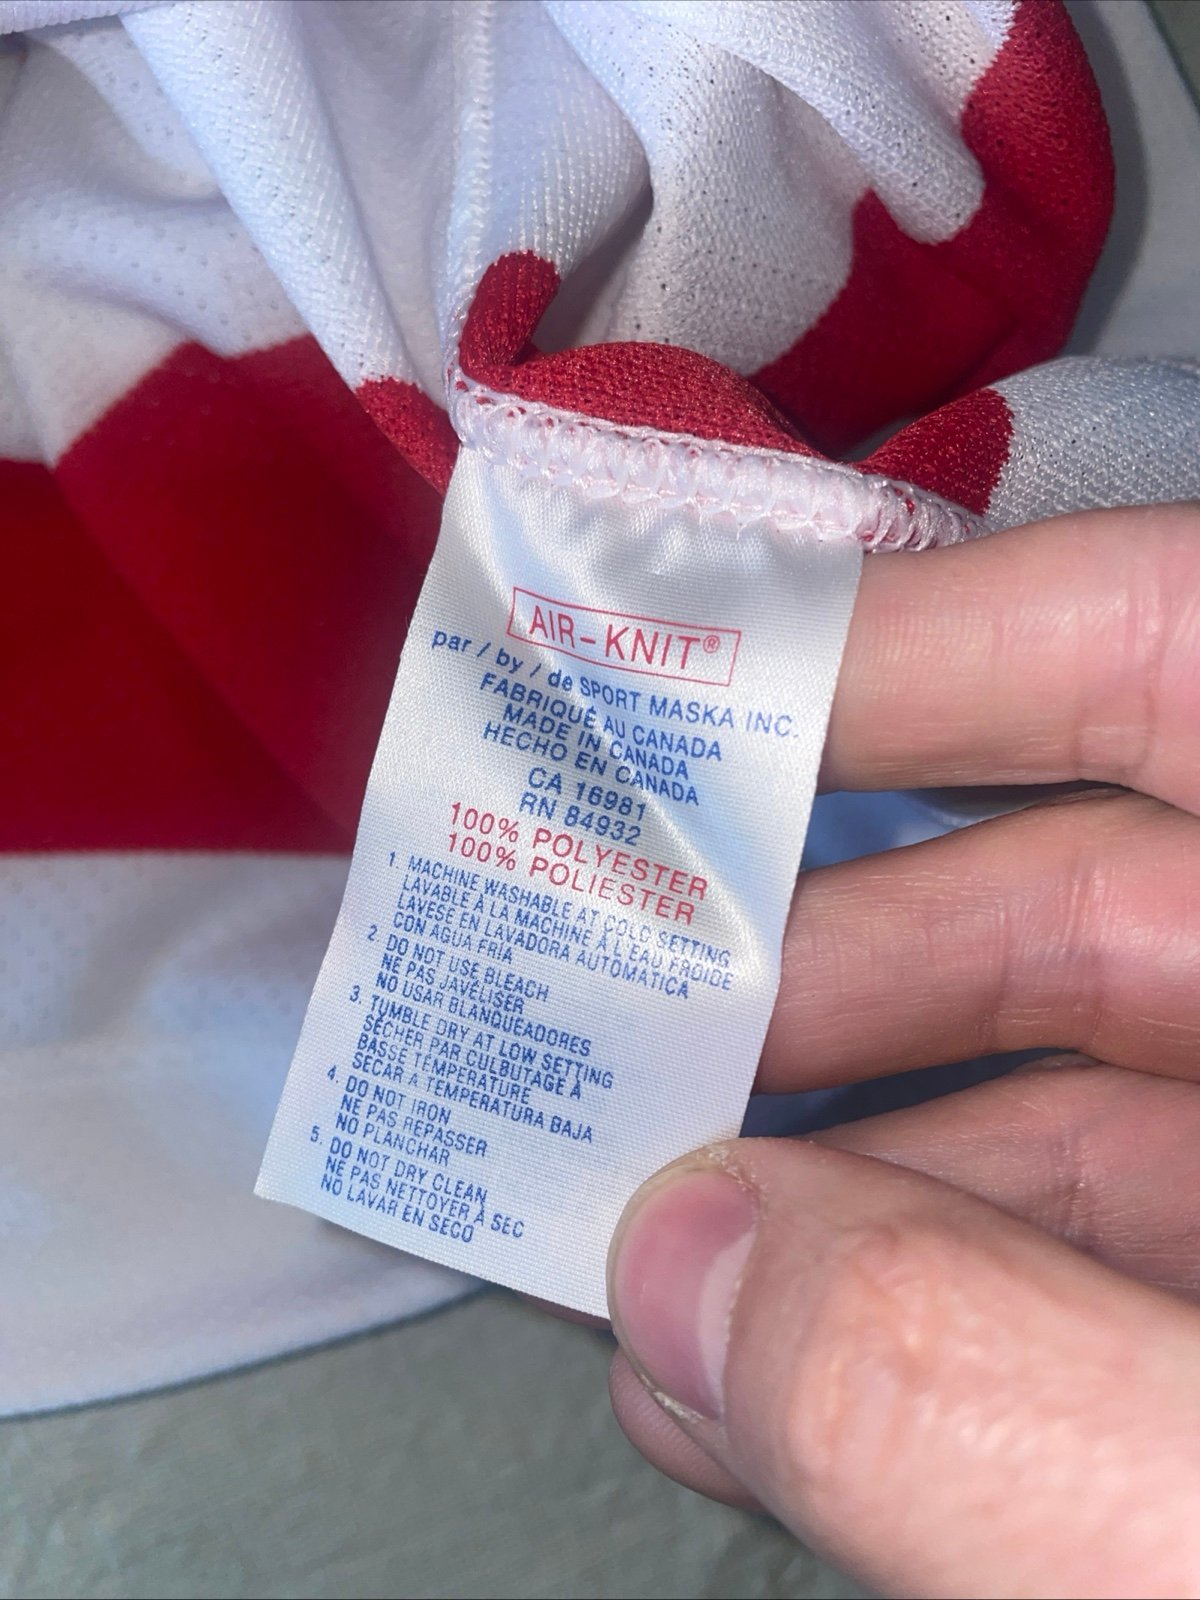 AIR-KNIT®
par / by / de SPORT MASKA INC.
FABRIQUÉ AU CANADA
MADE IN CANADA
HECHO EN CANADA
CA 16981
RN 84932
100% POLYESTER
100% POLIESTER
1. MACHINE WASHABLE AT COLD SETTING
LAVABLE À LA MACHINE À L'EAU FROIDE
LAVESE EN LAVADORA AUTOMATICA
CON AGUA FRIA
2. DO NOT USE BLEACH
NE PAS JAVÉLISER
NO USAR BLANQUEADORES
3. TUMBLE DRY AT LOW SETTING
SÉCHER PAR CULBUTAGE À
BASSE TEMPÉRATURE
SECAR A TEMPERATURA BAJA
4. DO NOT IRON
NE PAS REPASSER
NO PLANCHAR
5. DO NOT DRY CLEAN
NE PAS NETTOYER À SEC
NO LAVAR EN SECO